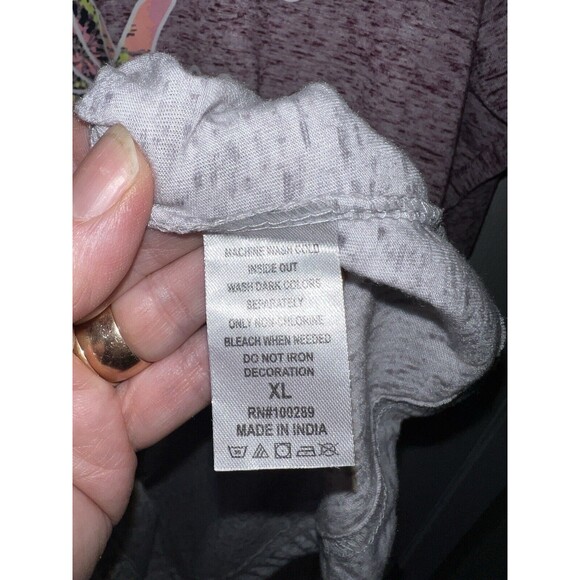 MACHINE WASH COLD
INSIDE OUT
WASH DARK COLORS
SEPARATELY
ONLY NON-CHLORINE
BLEACH WHEN NEEDED
DO NOT IRON
DECORATION
XL
RN#100289
MADE IN INDIA